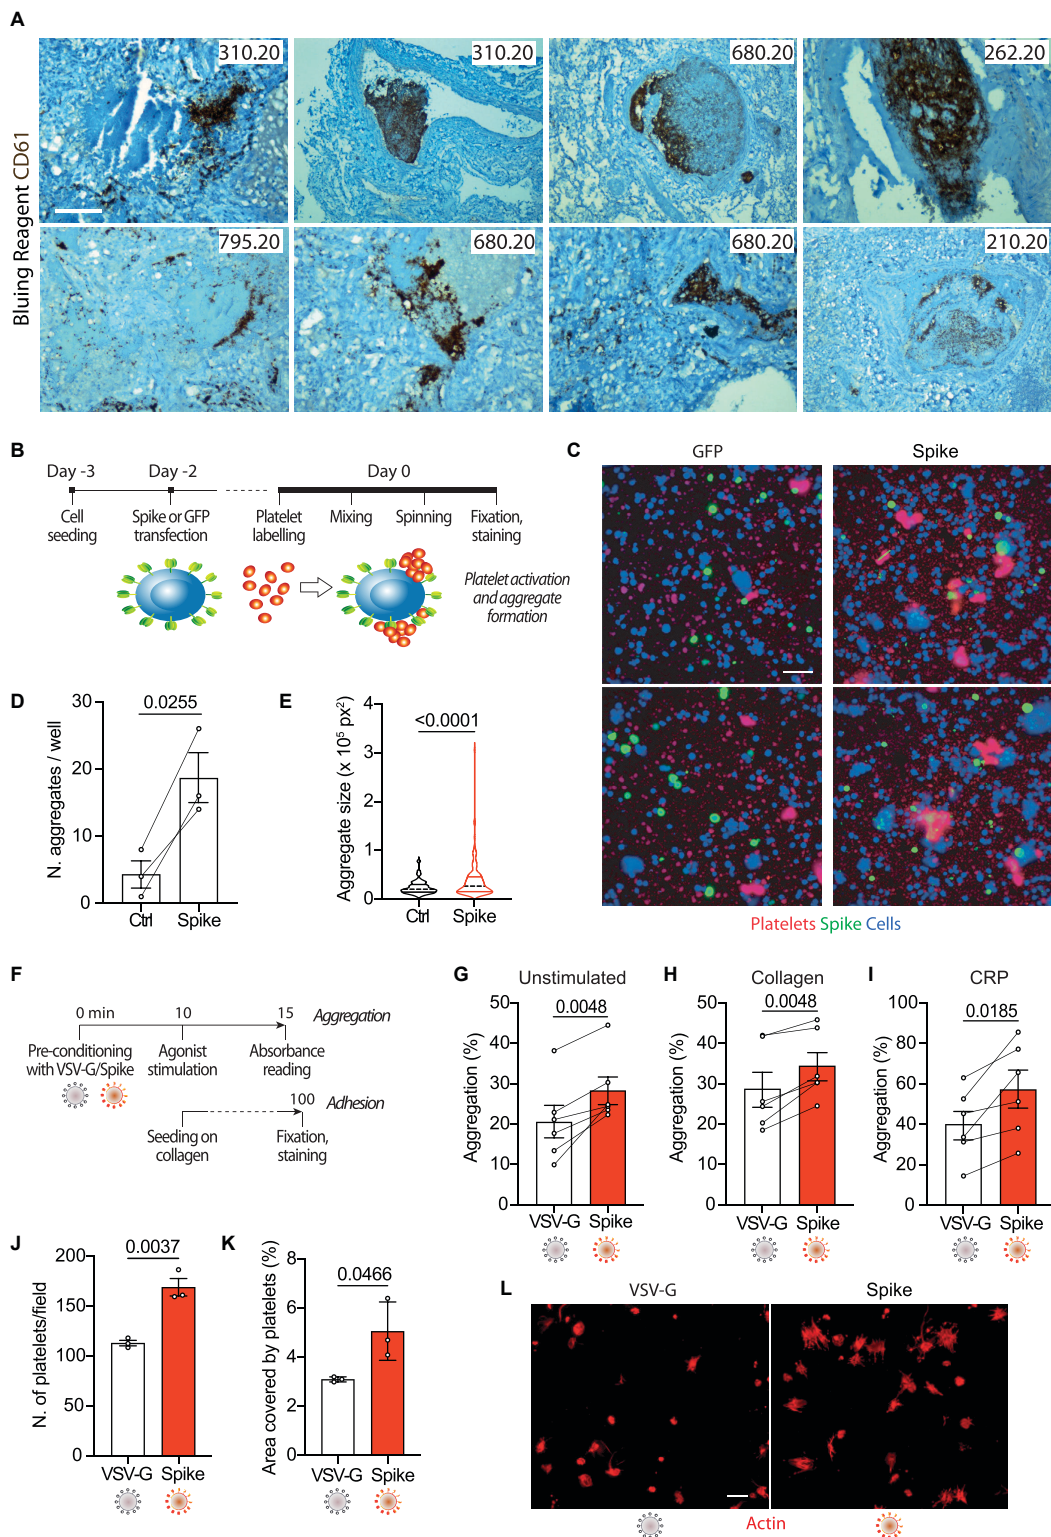 A
Bluing Reagent CD61
310.20
310.20
680.20
262.20
795.20
680.20
680.20
210.20
B
Day -3
Day -2
Day 0
Cell
seeding
Spike or GFP
transfection
Platelet
labelling
Mixing
Spinning
Fixation,
staining
Platelet activation
and aggregate
formation
C
GFP
Spike
Platelets Spike Cells
D
N. aggregates / well
30
20
10
0
0.0255
Ctrl
Spike
E
Aggregate size (x 10⁵ px²)
4
3
2
1
0
<0.0001
Ctrl
Spike
F
0 min
10
15
Aggregation
Pre-conditioning
with VSV-G/Spike
Agonist
stimulation
Absorbance
reading
100
Adhesion
Seeding on
collagen
Fixation,
staining
G
Unstimulated
Aggregation (%)
50
40
30
20
10
0
0.0048
VSV-G
Spike
H
Collagen
Aggregation (%)
50
40
30
20
10
0
0.0048
VSV-G
Spike
I
CRP
Aggregation (%)
100
80
60
40
20
0
0.0185
VSV-G
Spike
J
N. of platelets/field
200
150
100
50
0
0.0037
VSV-G
Spike
K
Area covered by platelets (%)
8
6
4
2
0
0.0466
VSV-G
Spike
L
VSV-G
Spike
Actin